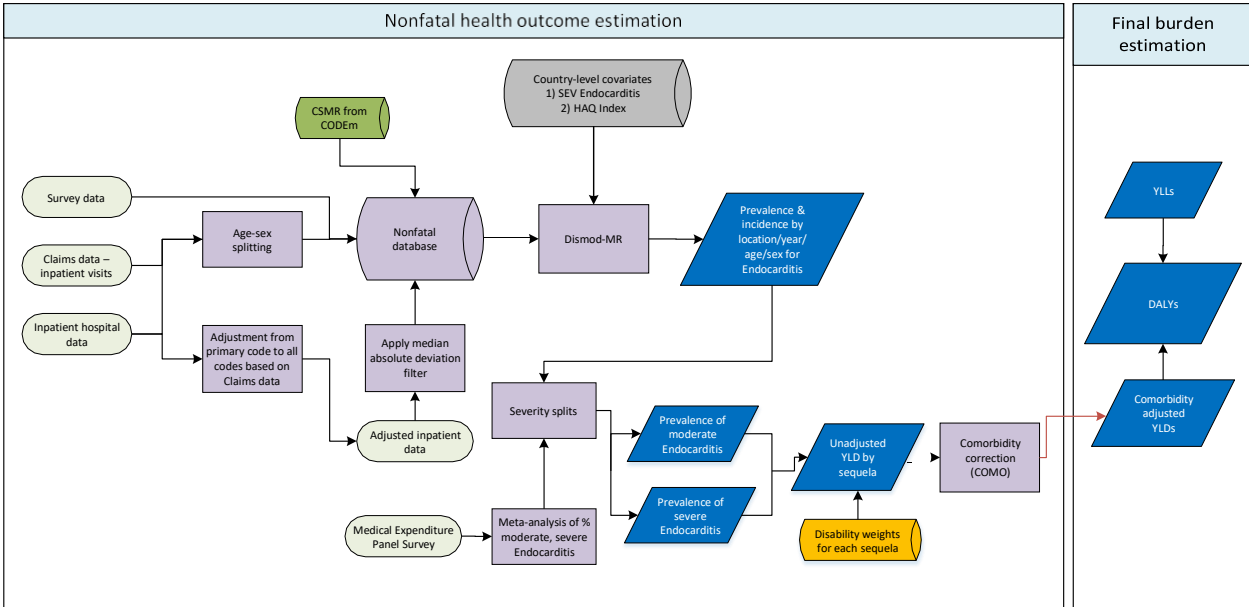 Nonfatal health outcome estimation
Final burden
estimation
Country-level covariates
1) SEV Endocarditis
2) HAQ Index
CSMR from
CODEm
Survey data
Age-sex
splitting
Nonfatal
database
Dismod-MR
Prevalence &
incidence by
location/year/
age/sex for
Endocarditis
YLLs
Claims data –
inpatient visits
DALYs
Inpatient hospital
data
Adjustment from
primary code to all
codes based on
Claims data
Apply median
absolute deviation
filter
Severity splits
Adjusted inpatient
data
Prevalence of
moderate
Endocarditis
Unadjusted
YLD by
sequela
Comorbidity
correction
(COMO)
Comorbidity
adjusted
YLDs
Prevalence of
severe
Endocarditis
Medical Expenditure
Panel Survey
Meta-analysis of %
moderate, severe
Endocarditis
Disability weights
for each sequela